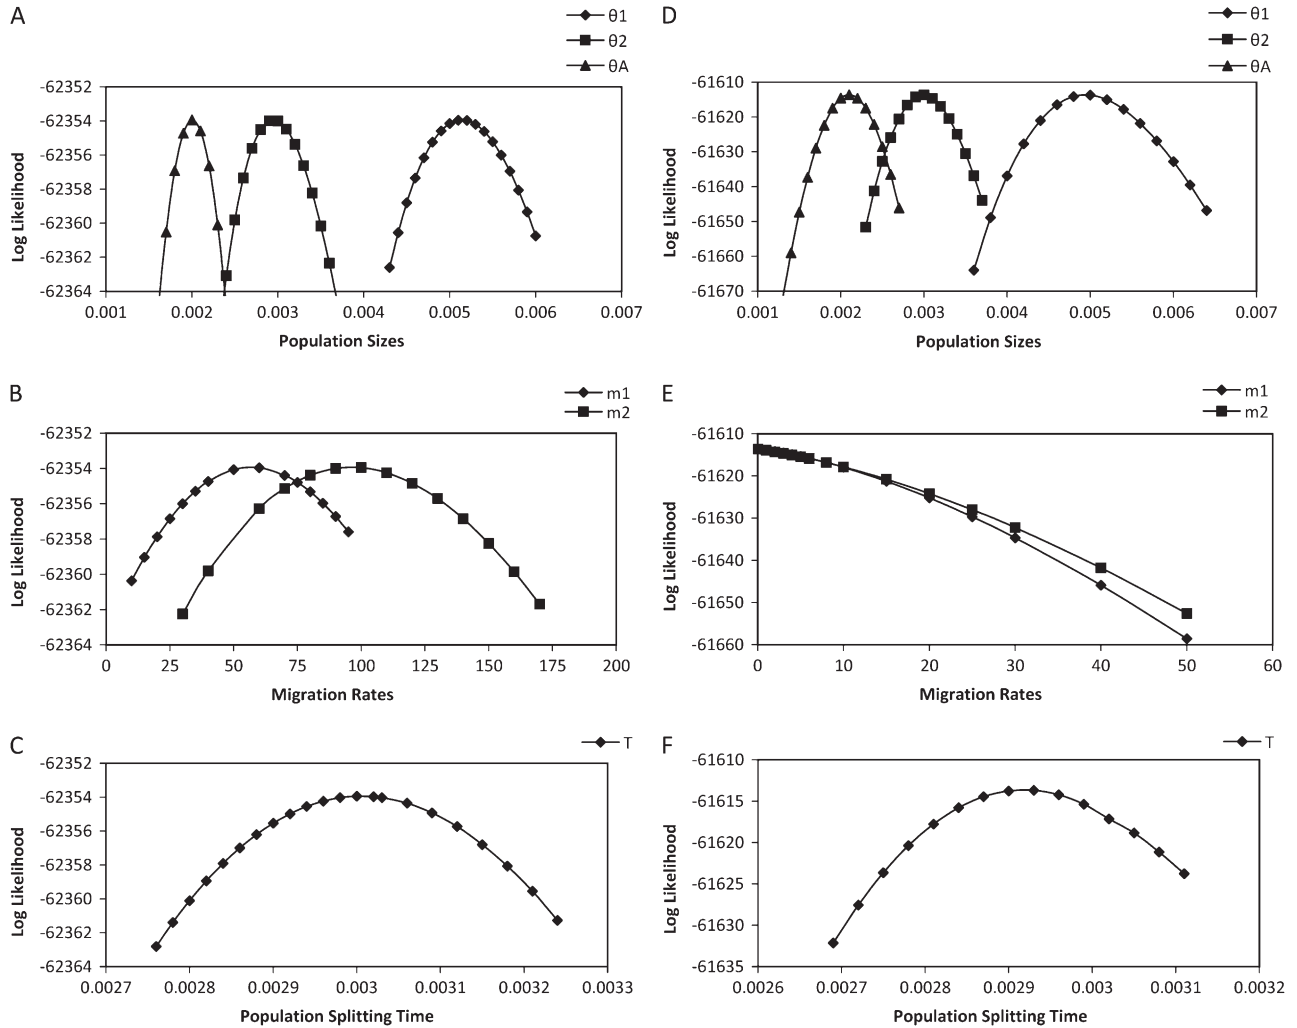 A
θ1
θ2
θA
-62352
-62354
-62356
-62358
-62360
-62362
-62364
Log Likelihood
0.001 0.002 0.003 0.004 0.005 0.006 0.007
Population Sizes
D
θ1
θ2
θA
-61610
-61620
-61630
-61640
-61650
-61660
-61670
Log Likelihood
0.001 0.002 0.003 0.004 0.005 0.006 0.007
Population Sizes
B
m1
m2
-62352
-62354
-62356
-62358
-62360
-62362
-62364
Log Likelihood
0 25 50 75 100 125 150 175 200
Migration Rates
E
m1
m2
-61610
-61620
-61630
-61640
-61650
-61660
Log Likelihood
0 10 20 30 40 50 60
Migration Rates
C
T
-62352
-62354
-62356
-62358
-62360
-62362
-62364
Log Likelihood
0.0027 0.0028 0.0029 0.003 0.0031 0.0032 0.0033
Population Splitting Time
F
T
-61610
-61615
-61620
-61625
-61630
-61635
Log Likelihood
0.0026 0.0027 0.0028 0.0029 0.003 0.0031 0.0032
Population Splitting Time